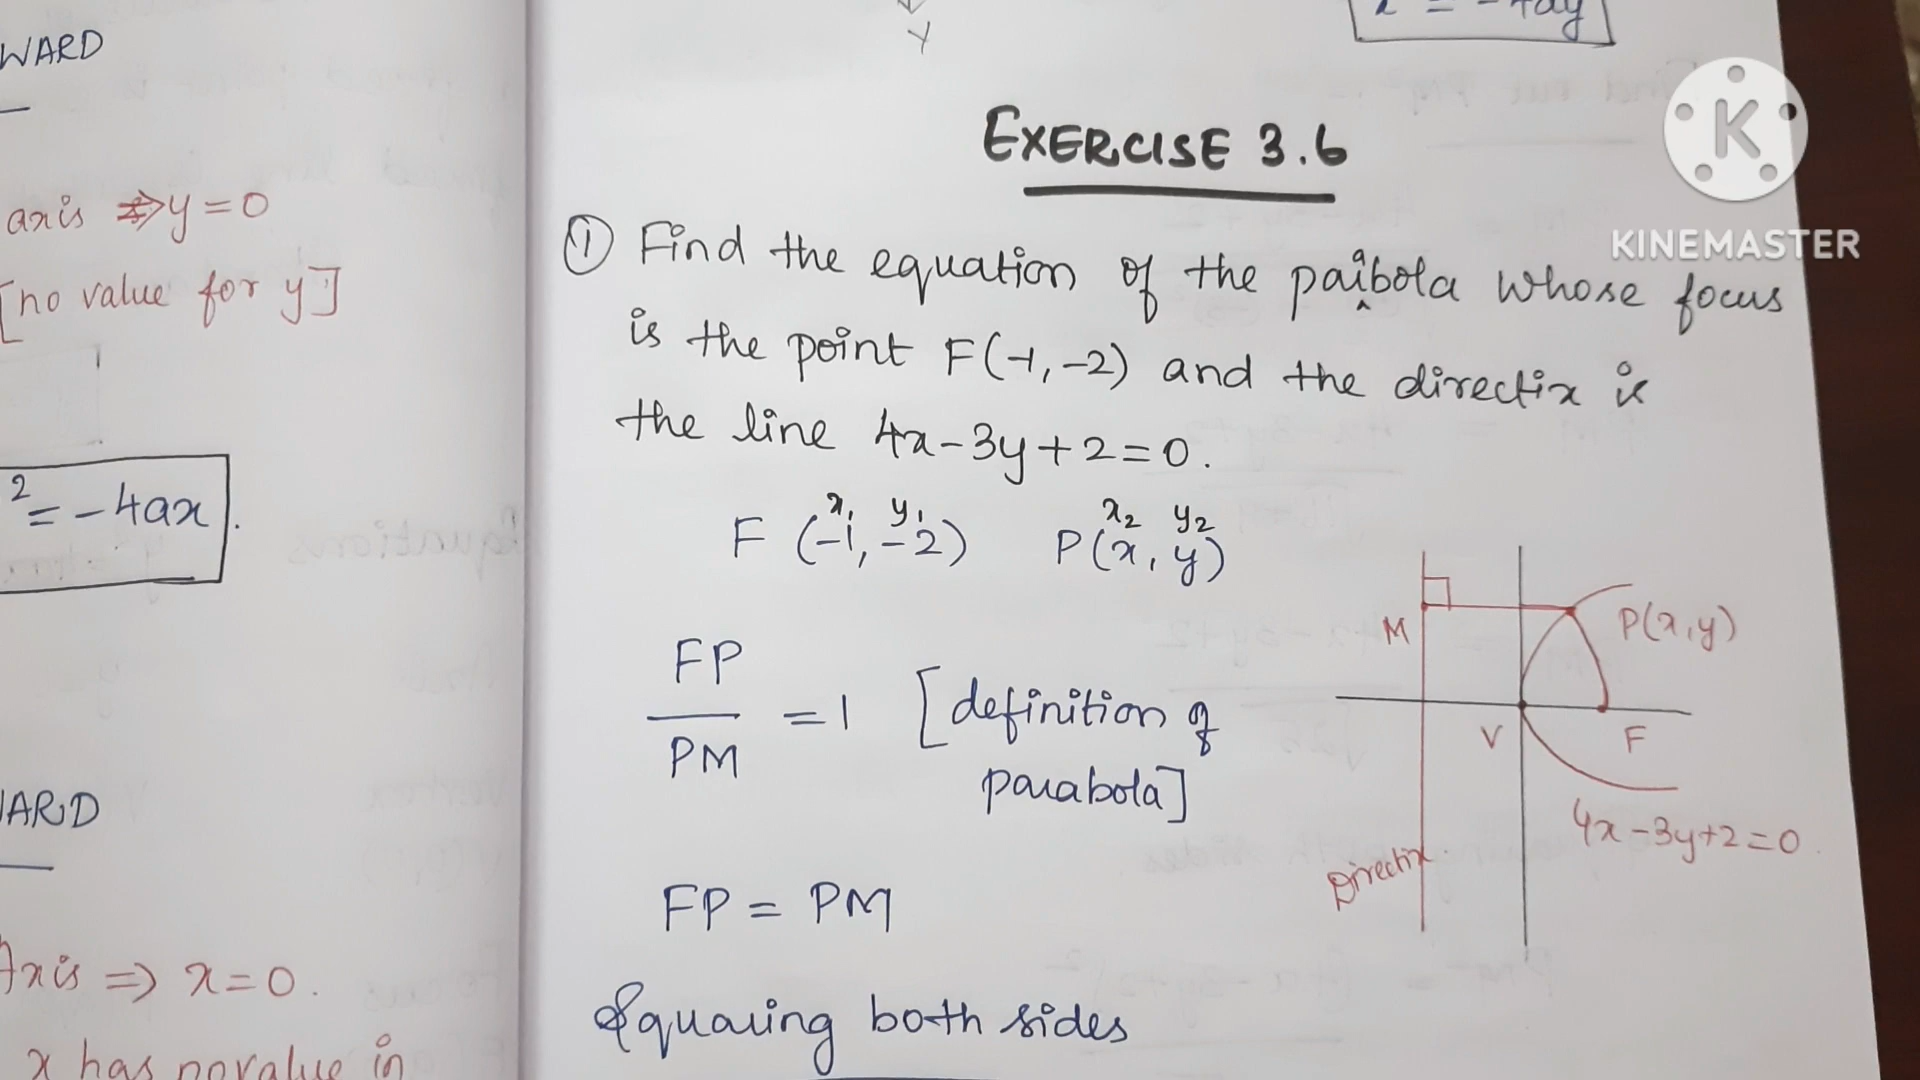 WARD
axis ⇒ y = 0
[no value for y]
2 = -4ax.
WARD
Axis ⇒ x = 0.
x has no value in
Y
EXERCISE 3.6
① Find the equation of the parabola whose focus
is the point F(-1, -2) and the directix is
the line 4x - 3y + 2 = 0.
x1 y1 x2 y2
F (-1, -2) P(x, y)
FP
PM
= 1 [definition of
parabola]
FP = PM
Squaring both sides
M
P(x, y)
V
F
4x - 3y + 2 = 0
Directix
K
KINEMASTER